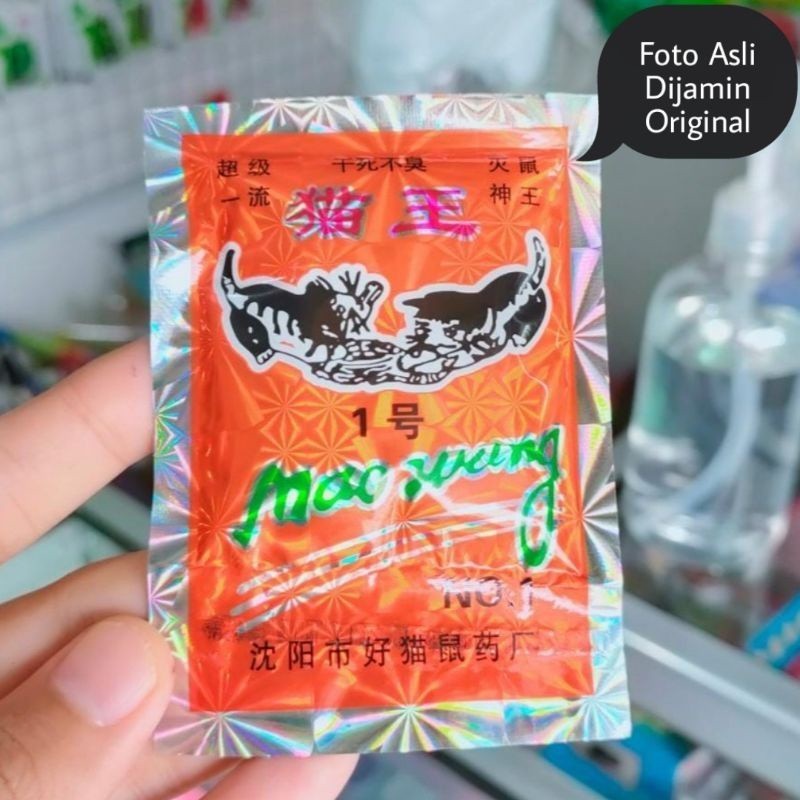 Foto Asli
Dijamin
Original
超级 干死不臭 灭鼠
一流 猫王 神王
1号
mao wang
NO.1
沈阳市好猫鼠药厂